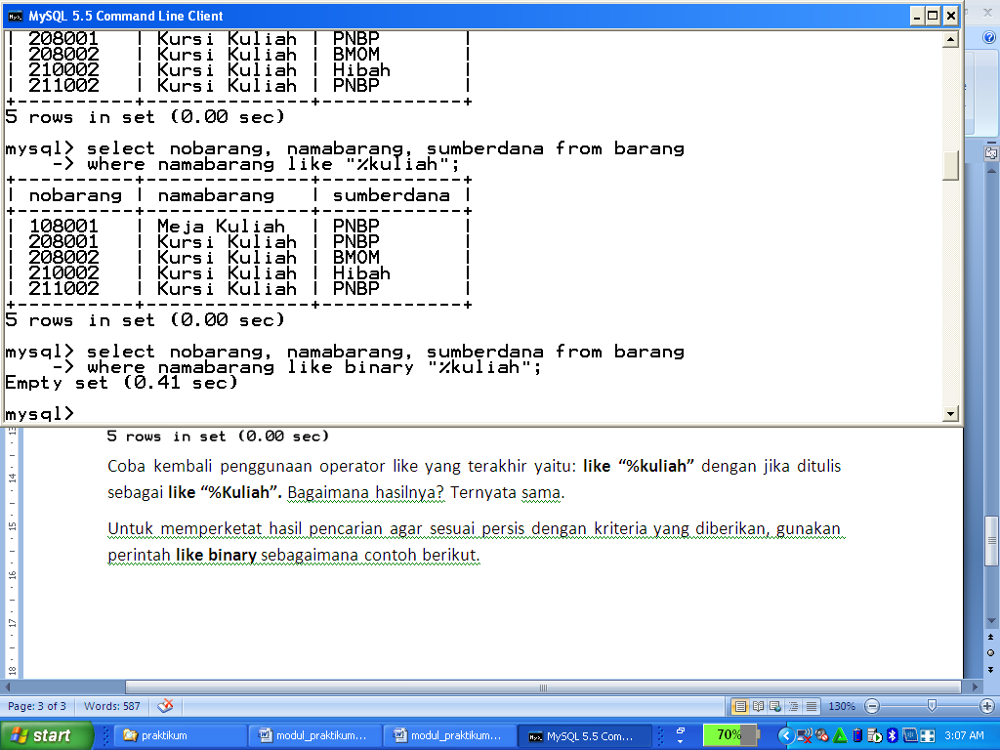 MySQL 5.5 Command Line Client
| 208001   | Kursi Kuliah | PNBP       |
| 208002   | Kursi Kuliah | BMOM       |
| 210002   | Kursi Kuliah | Hibah      |
| 211002   | Kursi Kuliah | PNBP       |
+----------+--------------+------------+
5 rows in set (0.00 sec)
mysql> select nobarang, namabarang, sumberdana from barang
    -> where namabarang like "%kuliah";
+----------+--------------+------------+
| nobarang | namabarang   | sumberdana |
+----------+--------------+------------+
| 108001   | Meja Kuliah  | PNBP       |
| 208001   | Kursi Kuliah | PNBP       |
| 208002   | Kursi Kuliah | BMOM       |
| 210002   | Kursi Kuliah | Hibah      |
| 211002   | Kursi Kuliah | PNBP       |
+----------+--------------+------------+
5 rows in set (0.00 sec)
mysql> select nobarang, namabarang, sumberdana from barang
    -> where namabarang like binary "%kuliah";
Empty set (0.41 sec)
mysql>
5 rows in set (0.00 sec)
Coba kembali penggunaan operator like yang terakhir yaitu: like “%kuliah” dengan jika ditulis
sebagai like “%Kuliah”. Bagaimana hasilnya? Ternyata sama.
Untuk memperketat hasil pencarian agar sesuai persis dengan kriteria yang diberikan, gunakan
perintah like binary sebagaimana contoh berikut.
13
14
15
16
17
18
Page: 3 of 3
Words: 587
130%
start
praktikum
modul_praktikum...
modul_praktikum...
MySQL 5.5 Com...
70%
3:07 AM